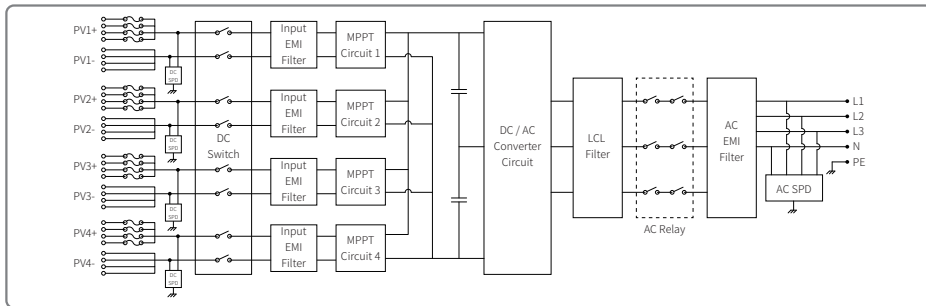 PV1+
PV1-
DC
SPD
PV2+
PV2-
DC
SPD
PV3+
PV3-
DC
SPD
PV4+
PV4-
DC
SPD
DC
Switch
Input
EMI
Filter
Input
EMI
Filter
Input
EMI
Filter
Input
EMI
Filter
MPPT
Circuit 1
MPPT
Circuit 2
MPPT
Circuit 3
MPPT
Circuit 4
DC / AC
Converter
Circuit
LCL
Filter
AC Relay
AC
EMI
Filter
L1
L2
L3
N
PE
AC SPD